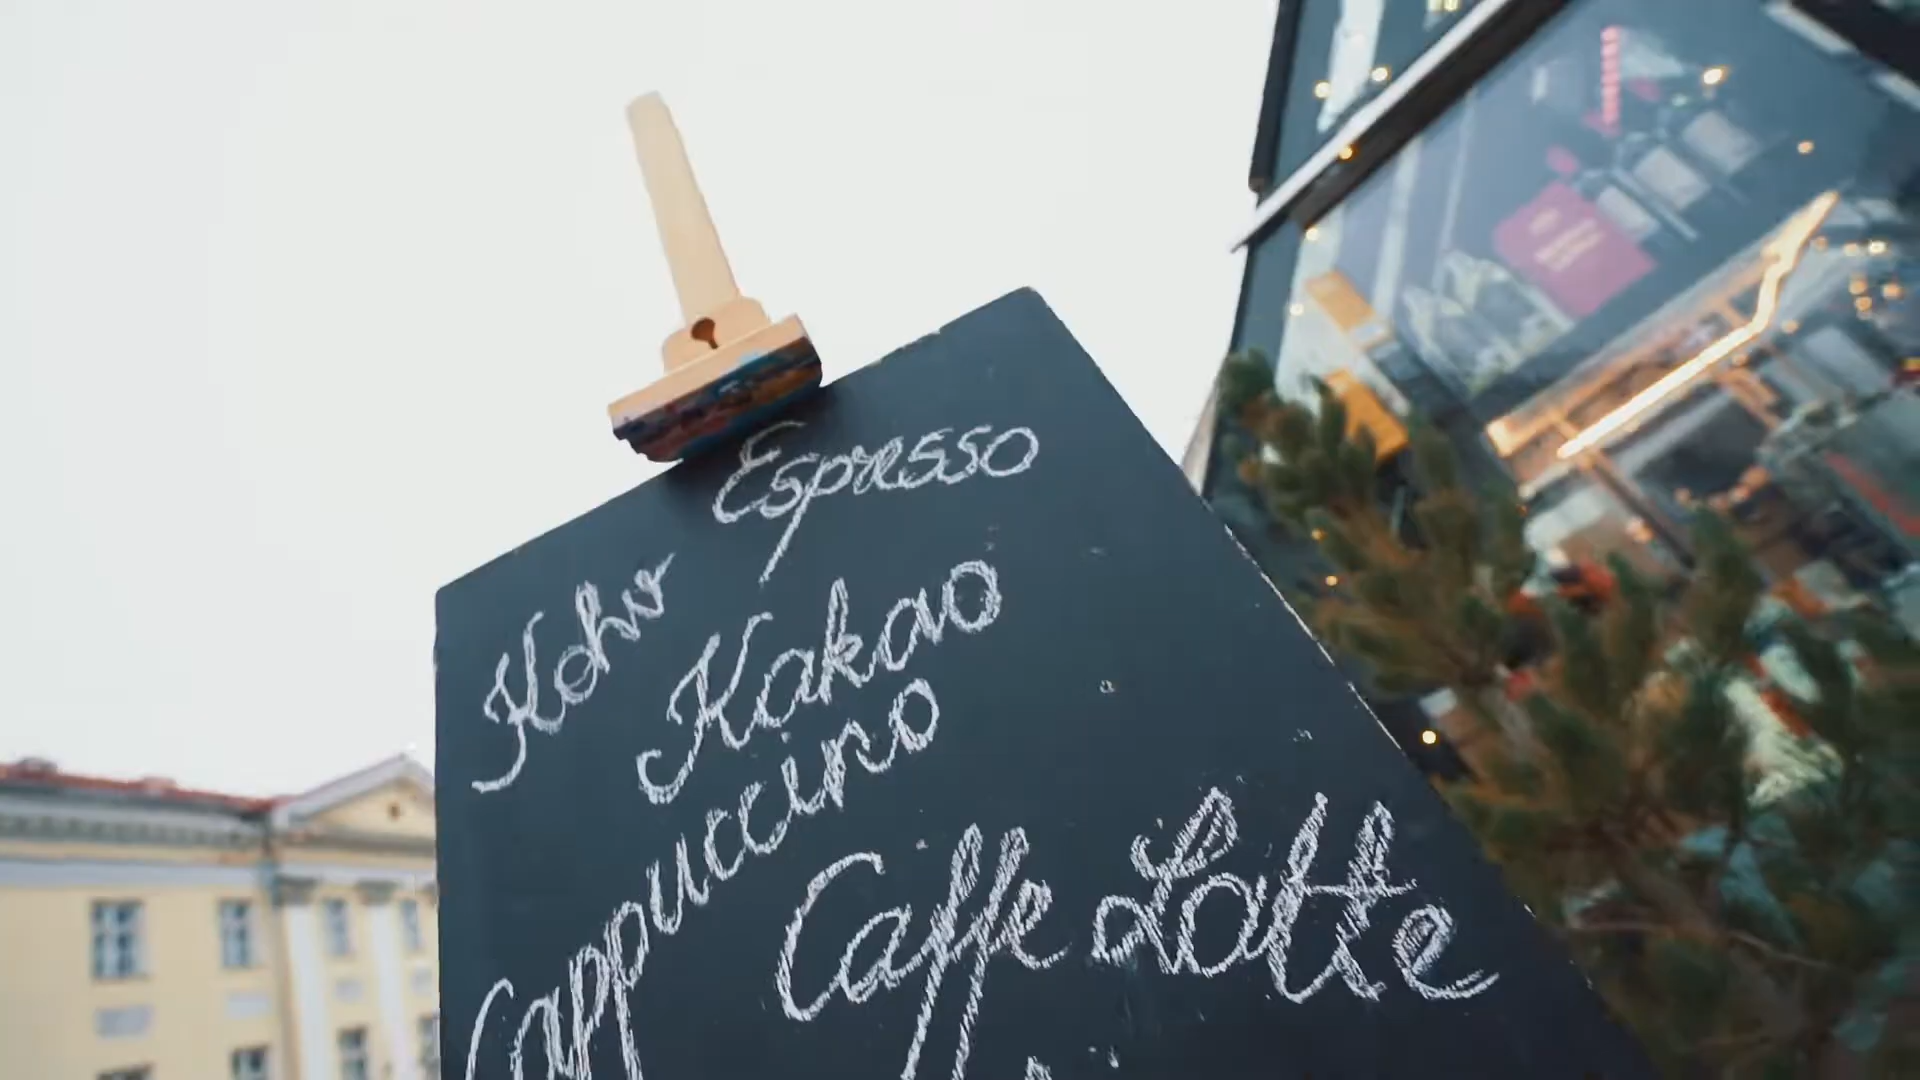 Espresso
Kohv
Kakao
Cappuccino
Caffe Latte